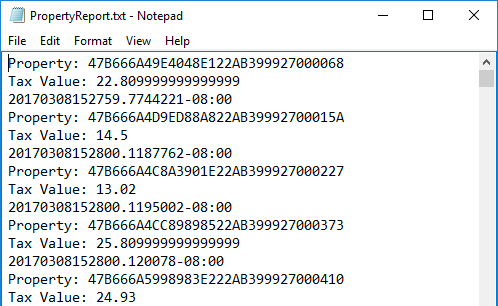 PropertyReport.txt - Notepad
File Edit Format View Help
Property: 47B666A49E4048E122AB399927000068
Tax Value: 22.809999999999999
20170308152759.7744221-08:00
Property: 47B666A4D9ED88A822AB39992700015A
Tax Value: 14.5
20170308152800.1187762-08:00
Property: 47B666A4C8A3901E22AB399927000227
Tax Value: 13.02
20170308152800.1195002-08:00
Property: 47B666A4CC89898522AB399927000373
Tax Value: 25.809999999999999
20170308152800.120078-08:00
Property: 47B666A5998983E222AB399927000410
Tax Value: 24.93